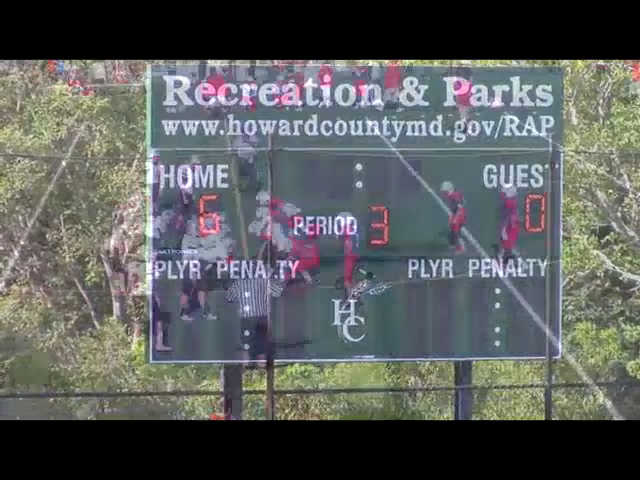 Recreation & Parks
www.howardcountymd.gov/RAP
HOME GUEST
6 PERIOD 3 0
PLYR PENALTY PLYR PENALTY
HC